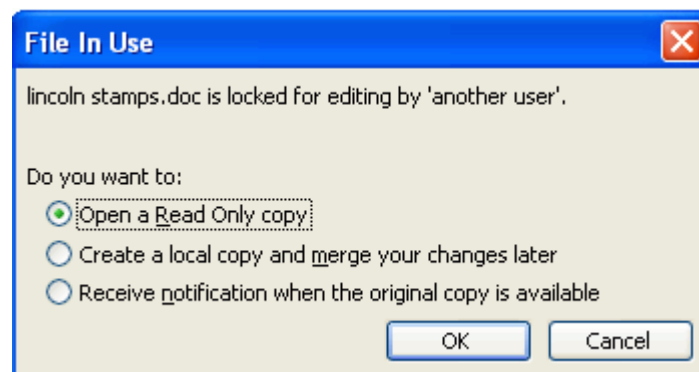 File In Use
lincoln stamps.doc is locked for editing by 'another user'.
Do you want to:
Open a Read Only copy
Create a local copy and merge your changes later
Receive notification when the original copy is available
OK Cancel